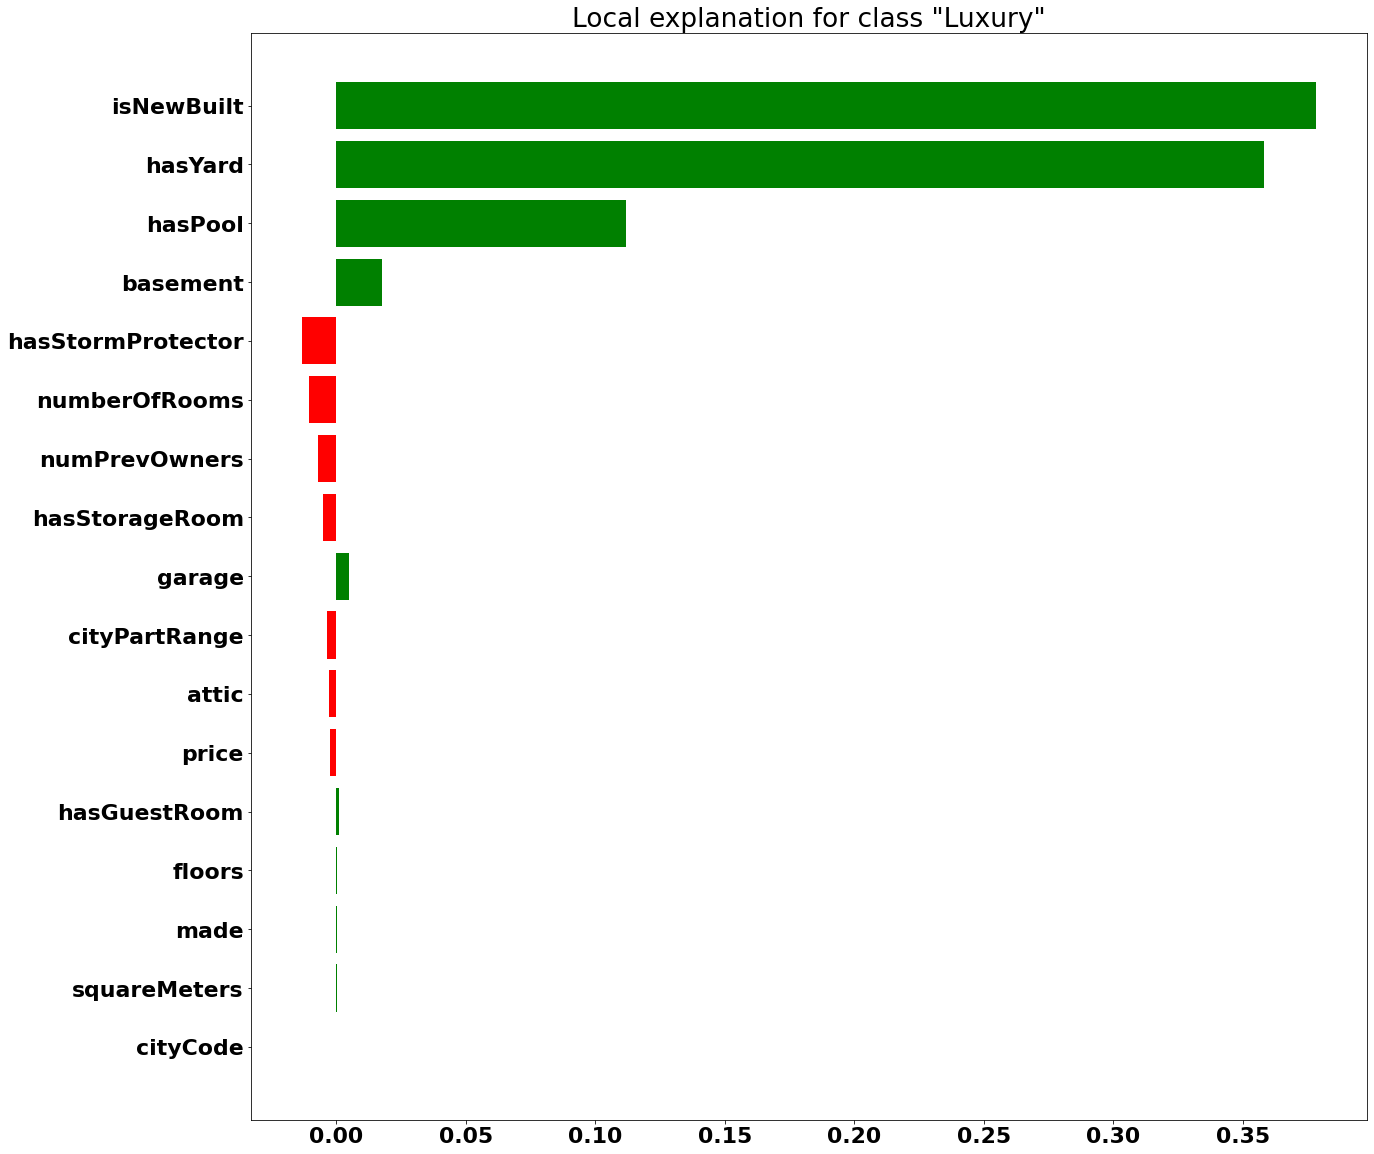 Local explanation for class "Luxury"
isNewBuilt
hasYard
hasPool
basement
hasStormProtector
numberOfRooms
numPrevOwners
hasStorageRoom
garage
cityPartRange
attic
price
hasGuestRoom
floors
made
squareMeters
cityCode
0.00 0.05 0.10 0.15 0.20 0.25 0.30 0.35